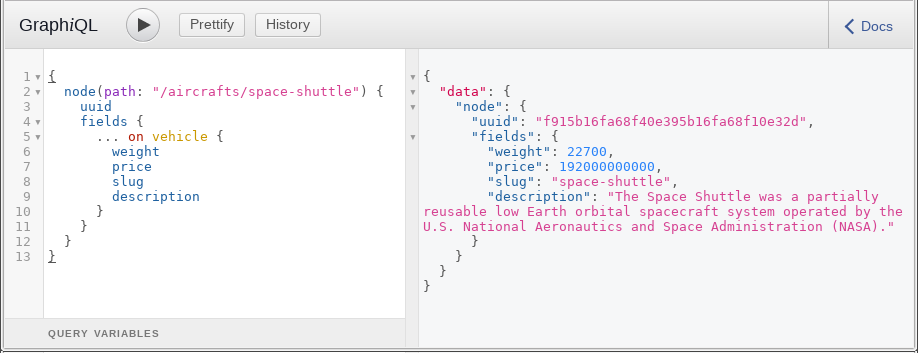 GraphiQL Prettify History Docs
1 {
2 node(path: "/aircrafts/space-shuttle") {
3 uuid
4 fields {
5 ... on vehicle {
6 weight
7 price
8 slug
9 description
10 }
11 }
12 }
13 }
QUERY VARIABLES
{
"data": {
"node": {
"uuid": "f915b16fa68f40e395b16fa68f10e32d",
"fields": {
"weight": 22700,
"price": 192000000000,
"slug": "space-shuttle",
"description": "The Space Shuttle was a partially
reusable low Earth orbital spacecraft system operated by the
U.S. National Aeronautics and Space Administration (NASA)."
}
}
}
}